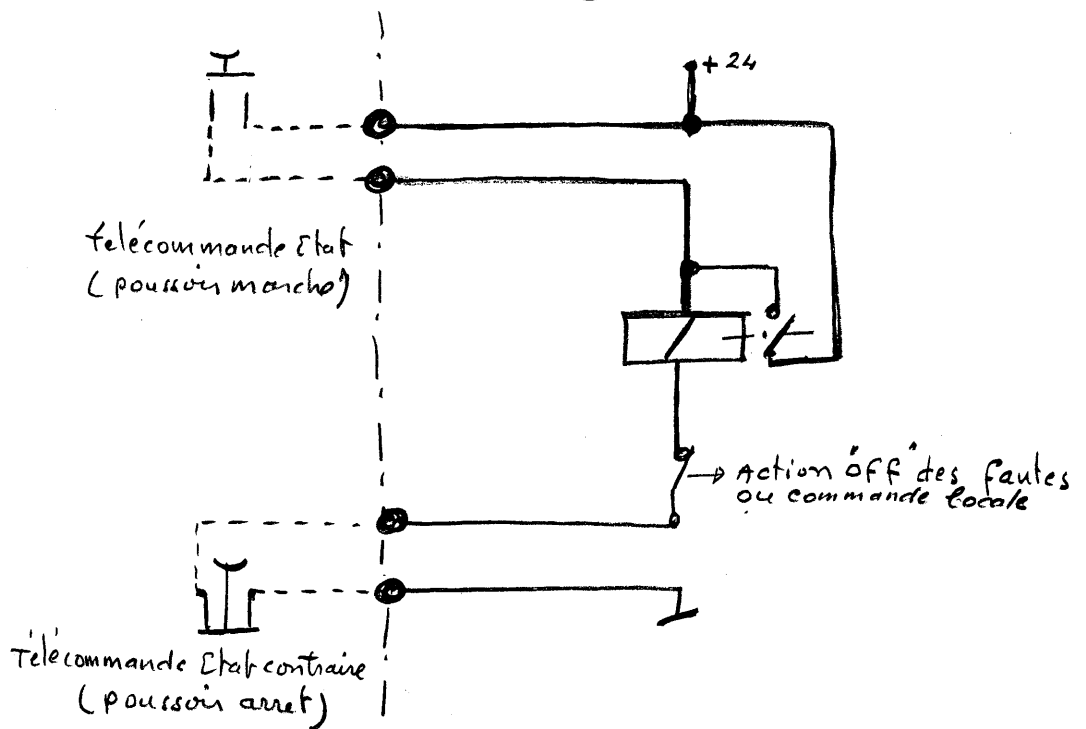 +24
télécommande Etat
(poussoir marche)
Action "off" des fautes
ou commande locale
Télécommande Etat contraire
(poussoir arret)